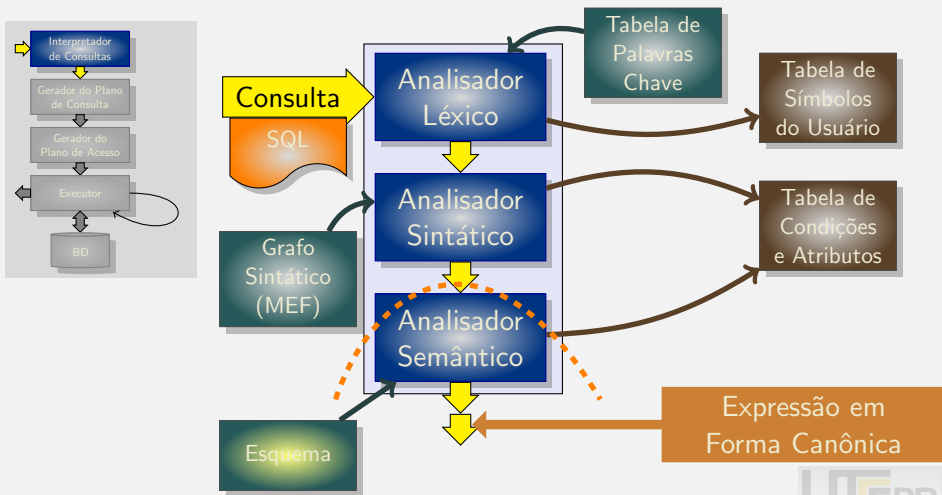 Interpretador
de Consultas
Gerador do Plano
de Consulta
Gerador do
Plano de Acesso
Executor
BD
Consulta
SQL
Analisador
Léxico
Tabela de
Palavras
Chave
Tabela de
Símbolos
do Usuário
Analisador
Sintático
Grafo
Sintático
(MEF)
Tabela de
Condições
e Atributos
Analisador
Semântico
Esquema
Expressão em
Forma Canônica